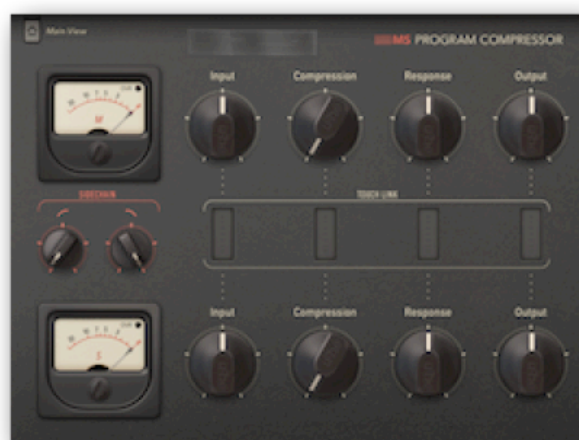 Main View
MS PROGRAM COMPRESSOR
Input Compression Response Output
M
SIDECHAIN
TOUCH LINK
Input Compression Response Output
S